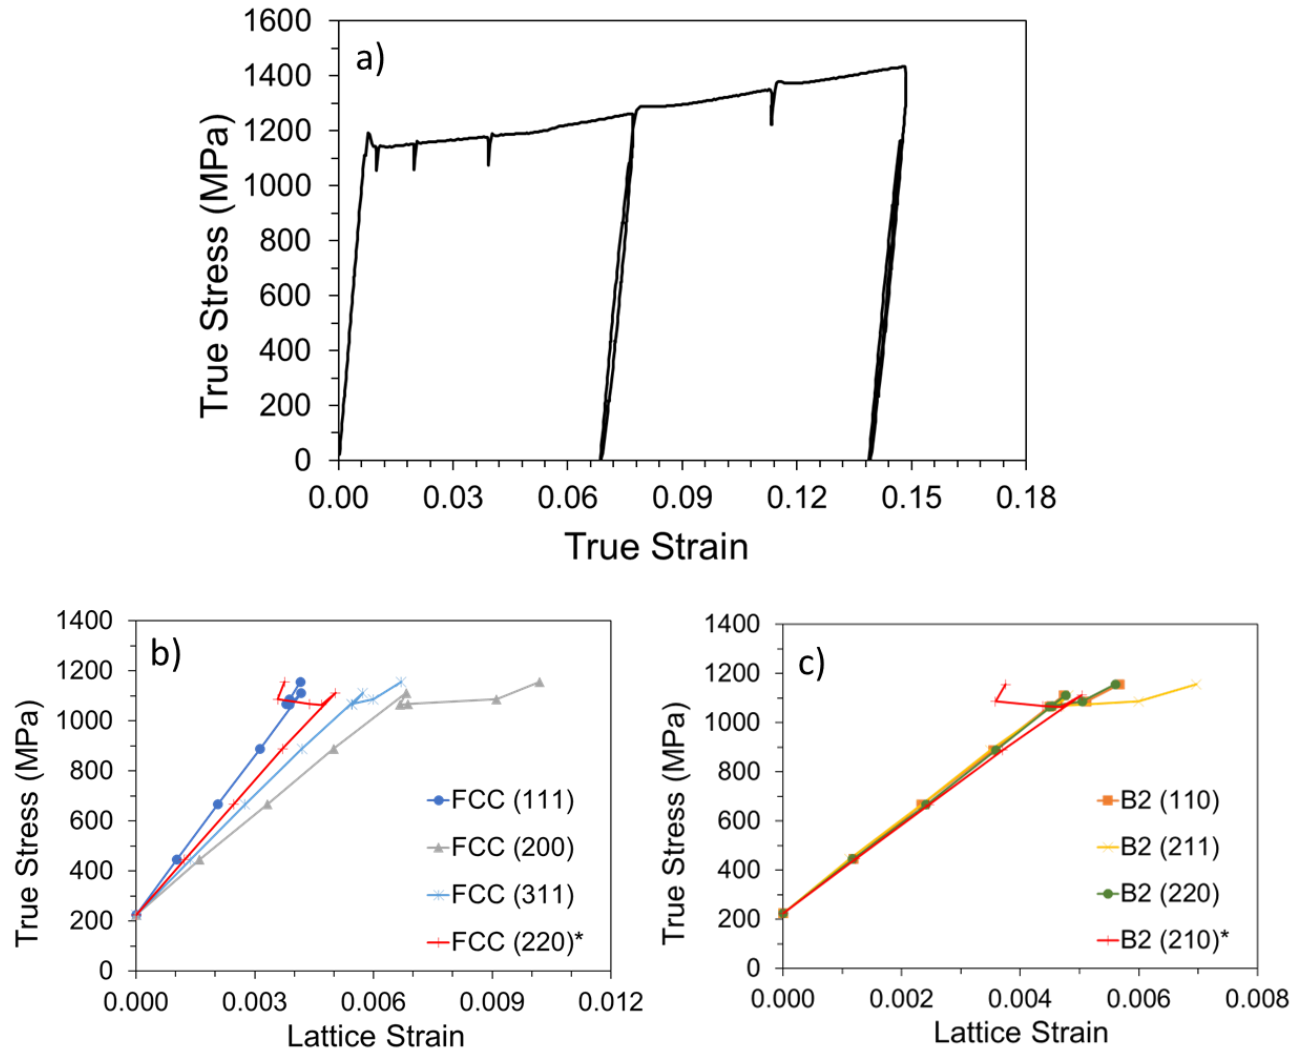 a)
True Stress (MPa)
1600
1400
1200
1000
800
600
400
200
0
0.00 0.03 0.06 0.09 0.12 0.15 0.18
True Strain
b)
True Stress (MPa)
1400
1200
1000
800
600
400
200
0
FCC (111)
FCC (200)
FCC (311)
FCC (220)*
0.000 0.003 0.006 0.009 0.012
Lattice Strain
c)
True Stress (MPa)
1400
1200
1000
800
600
400
200
0
B2 (110)
B2 (211)
B2 (220)
B2 (210)*
0.000 0.002 0.004 0.006 0.008
Lattice Strain